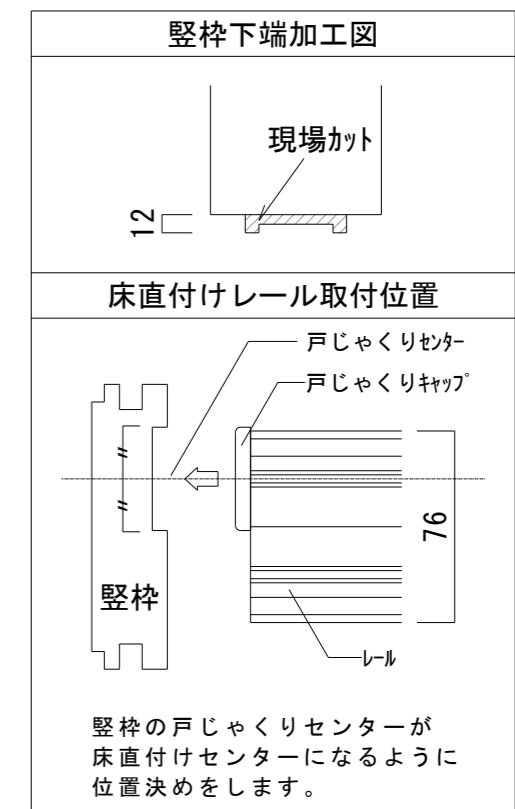 竪枠下端加工図
現場ｶｯﾄ
12
床直付けレール取付位置
戸じゃくりｾﾝﾀｰ
戸じゃくりｷｬｯﾌﾟ
76
竪枠
ﾚｰﾙ
竪枠の戸じゃくりセンターが
床直付けセンターになるように
位置決めをします。